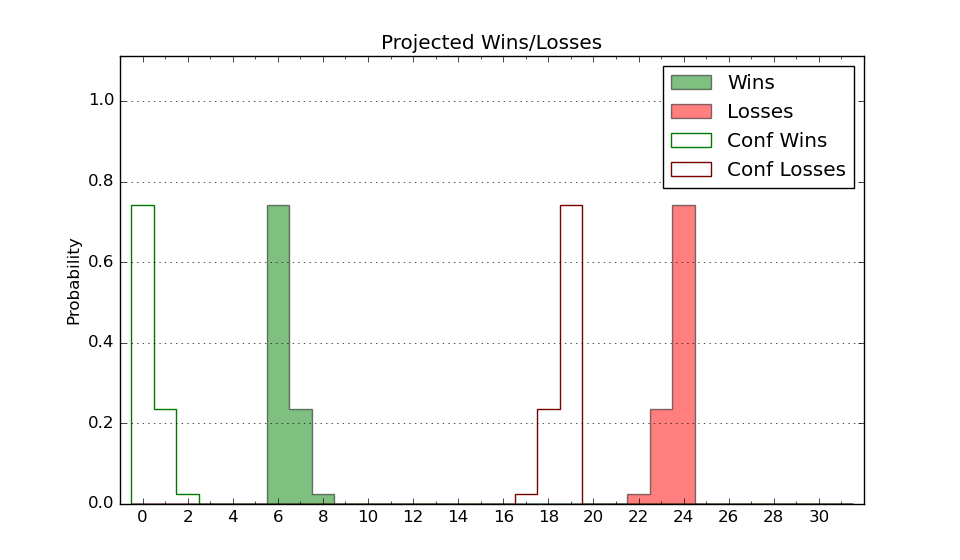 Projected Wins/Losses
Wins
Losses
Conf Wins
Conf Losses
Probability
1.0
0.8
0.6
0.4
0.2
0.0
0 2 4 6 8 10 12 14 16 18 20 22 24 26 28 30